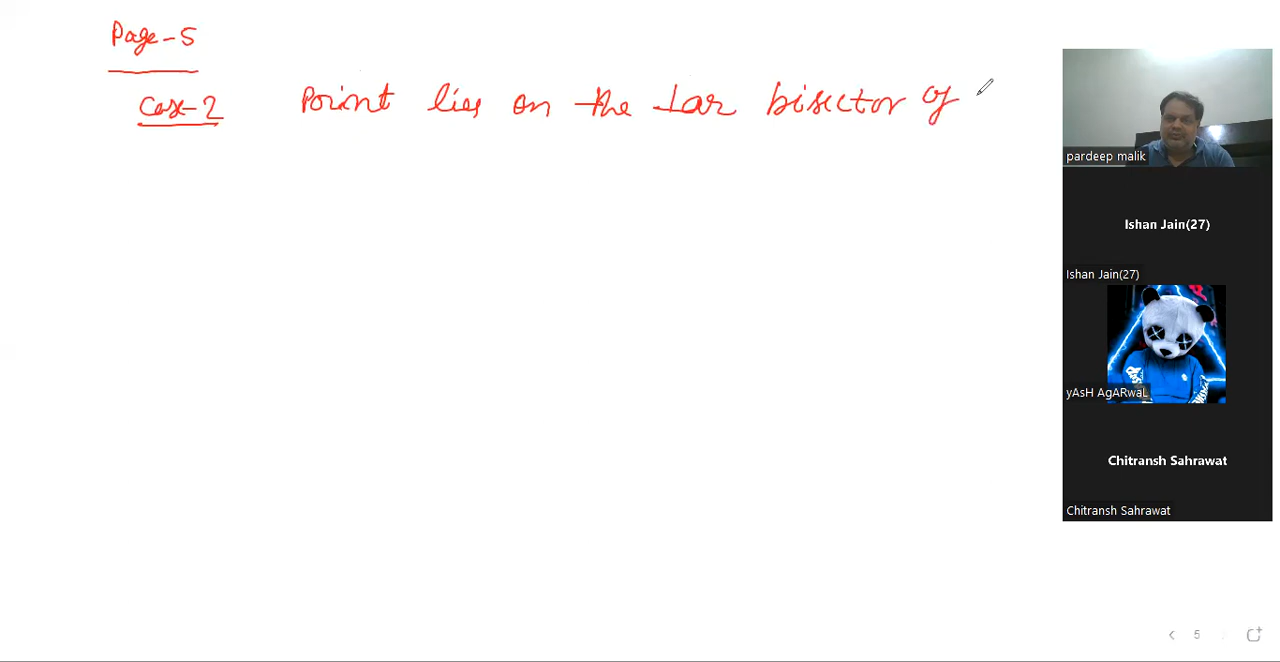 Page-5
Case-2 Point lies on the ⊥ar bisector of
pardeep malik
Ishan Jain(27)
Ishan Jain(27)
yAsH AgARwaL
Chitransh Sahrawat
Chitransh Sahrawat
5